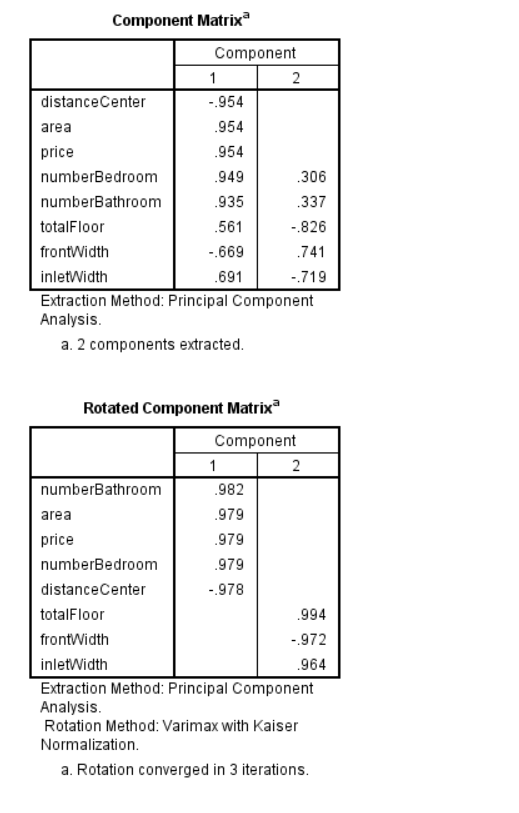 Component Matrixa
Component
1 2
distanceCenter -.954
area .954
price .954
numberBedroom .949 .306
numberBathroom .935 .337
totalFloor .561 -.826
frontWidth -.669 .741
inletWidth .691 -.719
Extraction Method: Principal Component
Analysis.
a. 2 components extracted.
Rotated Component Matrixa
Component
1 2
numberBathroom .982
area .979
price .979
numberBedroom .979
distanceCenter -.978
totalFloor .994
frontWidth -.972
inletWidth .964
Extraction Method: Principal Component
Analysis.
Rotation Method: Varimax with Kaiser
Normalization.
a. Rotation converged in 3 iterations.